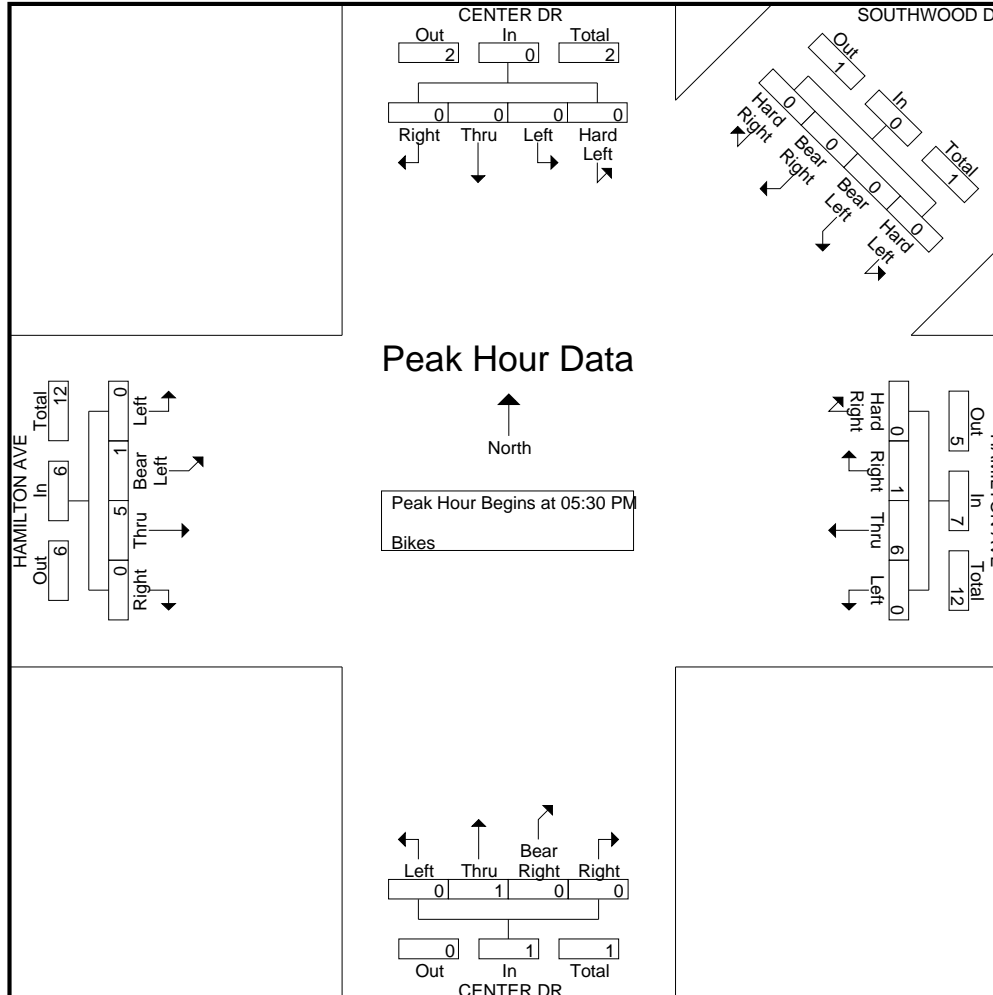 CENTER DR
Out In Total
2 0 2
0 0 0 0
Right Thru Left Hard
Left
SOUTHWOOD D
Out
1
In
0
Total
1
0 0 0 0
Hard
Right
Bear
Right
Bear
Left
Hard
Left
Peak Hour Data
North
Peak Hour Begins at 05:30 PM
Bikes
HAMILTON AVE
Out In Total
6 6 12
0 5 1 0
Right Thru Bear
Left
Left
HAMILTON AVE
Out In Total
5 7 12
0 1 6 0
Hard
Right
Right Thru Left
Bear
Left Thru Right Right
0 1 0 0
0 1 1
Out In Total
CENTER DR